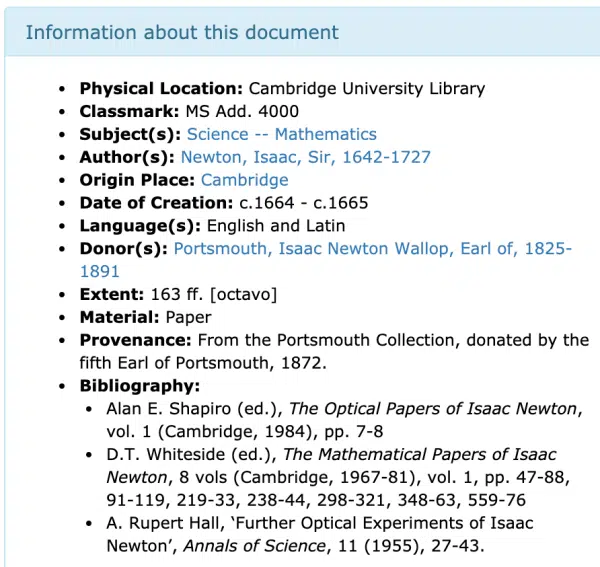 Information about this document
Physical Location: Cambridge University Library
Classmark: MS Add. 4000
Subject(s): Science -- Mathematics
Author(s): Newton, Isaac, Sir, 1642-1727
Origin Place: Cambridge
Date of Creation: c.1664 - c.1665
Language(s): English and Latin
Donor(s): Portsmouth, Isaac Newton Wallop, Earl of, 1825-
1891
Extent: 163 ff. [octavo]
Material: Paper
Provenance: From the Portsmouth Collection, donated by the
fifth Earl of Portsmouth, 1872.
Bibliography:
Alan E. Shapiro (ed.), The Optical Papers of Isaac Newton,
vol. 1 (Cambridge, 1984), pp. 7-8
D.T. Whiteside (ed.), The Mathematical Papers of Isaac
Newton, 8 vols (Cambridge, 1967-81), vol. 1, pp. 47-88,
91-119, 219-33, 238-44, 298-321, 348-63, 559-76
A. Rupert Hall, ‘Further Optical Experiments of Isaac
Newton’, Annals of Science, 11 (1955), 27-43.